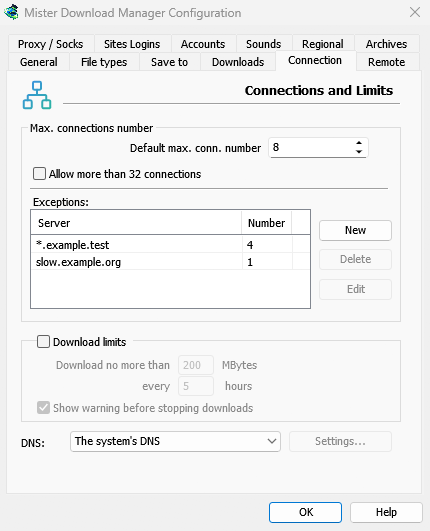 Mister Download Manager Configuration
Proxy / Socks Sites Logins Accounts Sounds Regional Archives
General File types Save to Downloads Connection Remote
Connections and Limits
Max. connections number
Default max. conn. number 8
Allow more than 32 connections
Exceptions:
Server Number
*.example.test 4
slow.example.org 1
New
Delete
Edit
Download limits
Download no more than 200 MBytes
every 5 hours
Show warning before stopping downloads
DNS: The system's DNS Settings...
OK Help